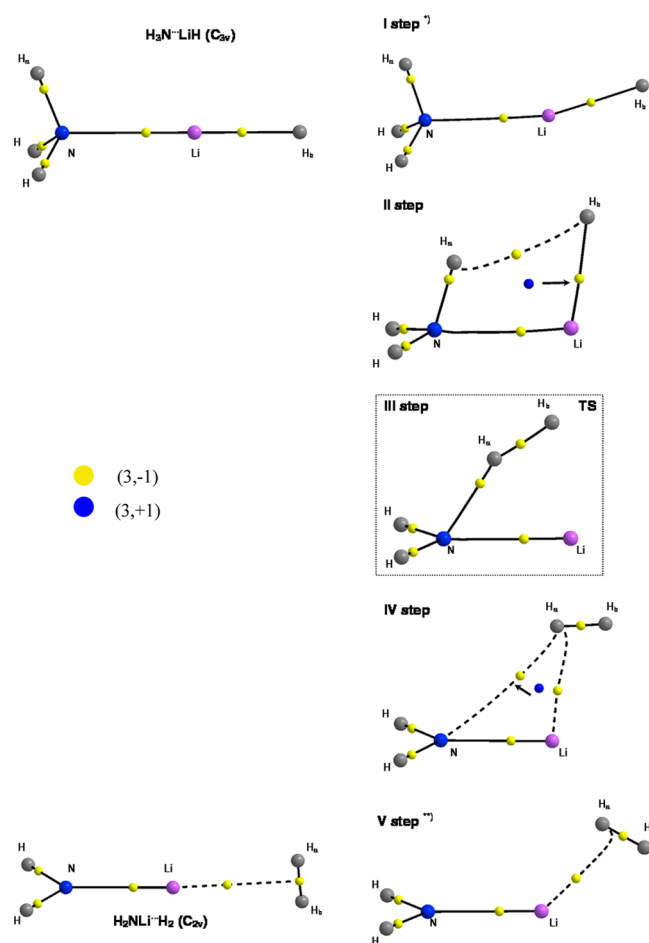 H₃N···LiH (C₃ᵥ)
Hₐ
H
N
Li
H_b
H
I step *)
Hₐ
H_b
H
N
Li
H
II step
H_b
Hₐ
H
N
Li
H
III step TS
H_b
Hₐ
H
N
Li
H
(3,-1)
(3,+1)
IV step
Hₐ H_b
H
N
Li
H
V step **)
Hₐ
H
H
N
Li
H
H
N
Li
Hₐ
H
H_b
H₂NLi···H₂ (C₂ᵥ)